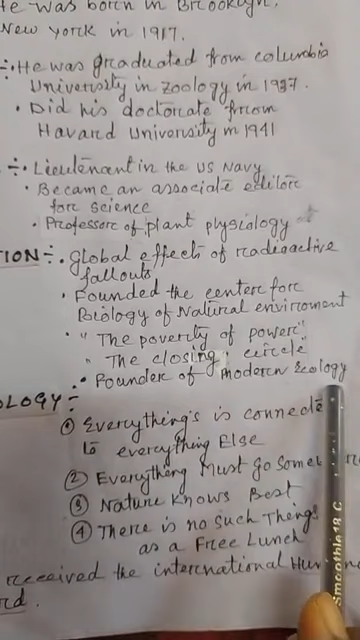 He was born in Brooklyn,
New York in 1917.
÷. He was graduated from columbia
University in zoology in 1937.
• Did his doctorate from
Havard University in 1941
÷. Lieutenant in the US Navy
• Became an associate editor
for science
• Professor of plant physiology
TION ÷. Global effects of radioactive
fallouts
• Founded the center for
Biology of Natural environment
• "The poverty of power"
" The closing circle"
• Founder of modern Ecology
OLOGY ÷
① Everything's is connecte
to everything Else
② Everything Must Go Some
③ Nature Knows Best
④ There is no such Things
as a Free Lunch
received the international Hum
rd.
Smoothie 18 C